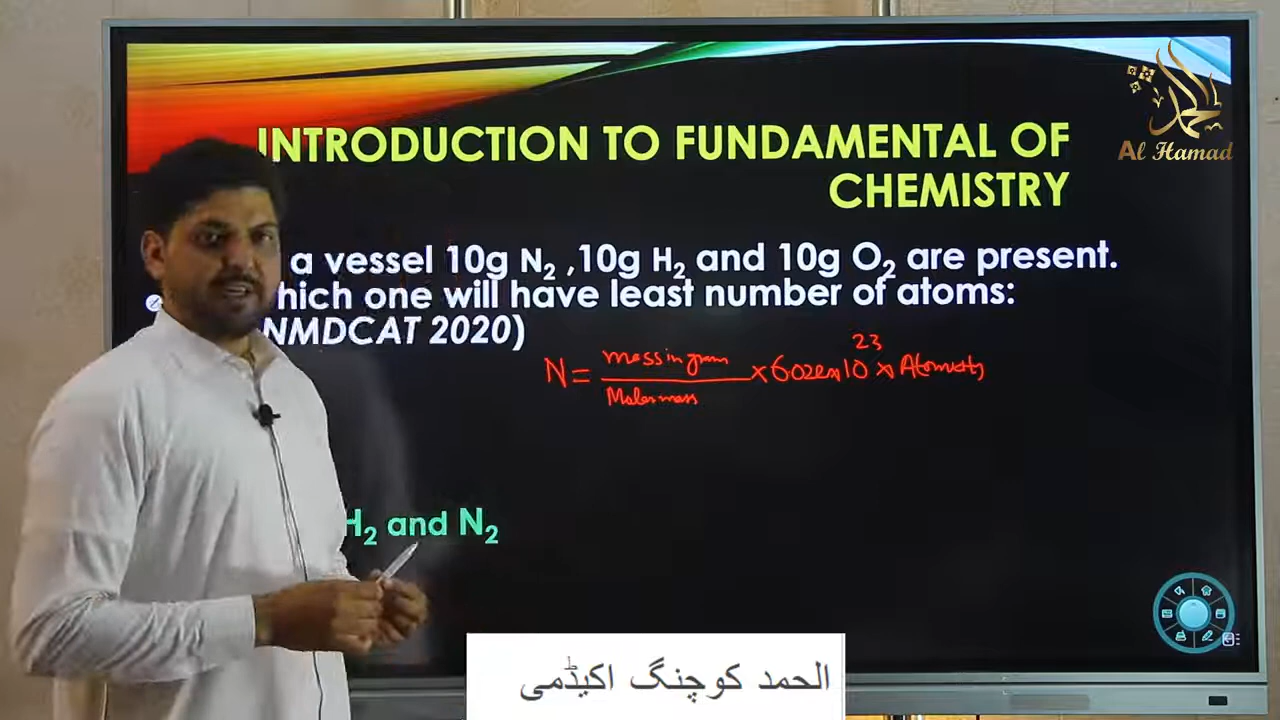 Al Hamad
INTRODUCTION TO FUNDAMENTAL OF
CHEMISTRY
a vessel 10g N₂ ,10g H₂ and 10g O₂ are present.
hich one will have least number of atoms:
NMDCAT 2020)
N = mass in gram / Molar mass × 6.022×10²³ × Atomicity
H₂ and N₂
الحمد کوچنگ اکیڈمی